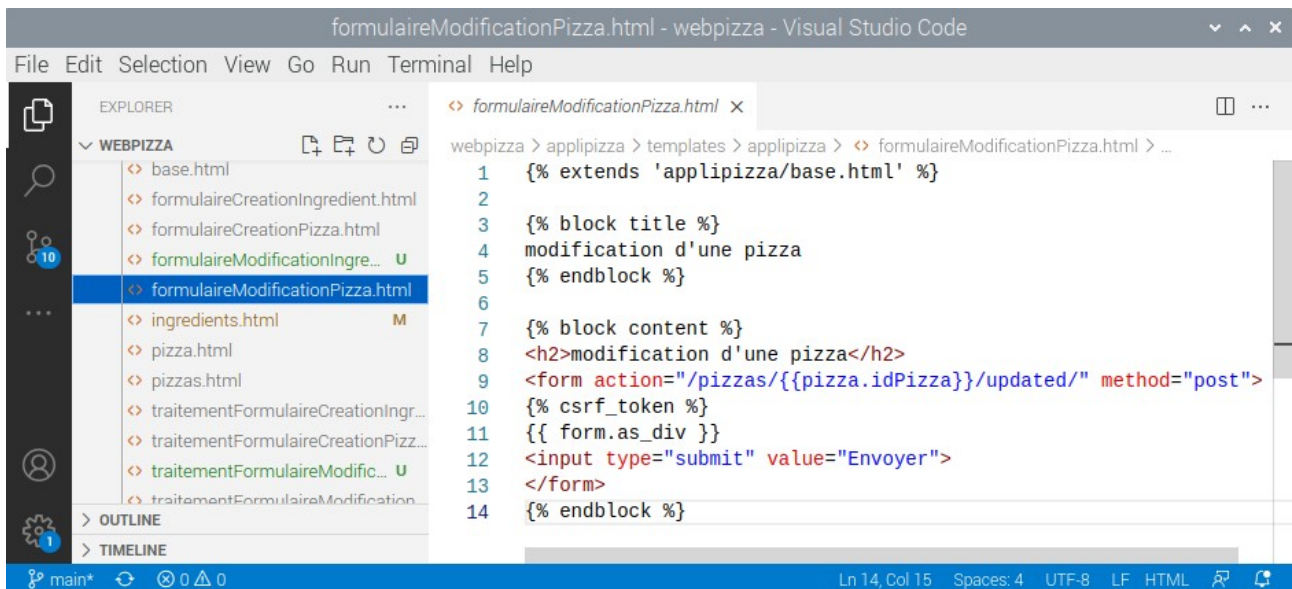 formulaireModificationPizza.html - webpizza - Visual Studio Code
File Edit Selection View Go Run Terminal Help
EXPLORER
WEBPIZZA
base.html
formulaireCreationIngredient.html
formulaireCreationPizza.html
formulaireModificationIngre... U
formulaireModificationPizza.html
ingredients.html M
pizza.html
pizzas.html
traitementFormulaireCreationIngr...
traitementFormulaireCreationPizz...
traitementFormulaireModific... U
traitementFormulaireModification
OUTLINE
TIMELINE
10
1
formulaireModificationPizza.html
webpizza > applipizza > templates > applipizza > formulaireModificationPizza.html > ...
1 {% extends 'applipizza/base.html' %}
2
3 {% block title %}
4 modification d'une pizza
5 {% endblock %}
6
7 {% block content %}
8 <h2>modification d'une pizza</h2>
9 <form action="/pizzas/{{pizza.idPizza}}/updated/" method="post">
10 {% csrf_token %}
11 {{ form.as_div }}
12 <input type="submit" value="Envoyer">
13 </form>
14 {% endblock %}
main* 0 0 Ln 14, Col 15 Spaces: 4 UTF-8 LF HTML